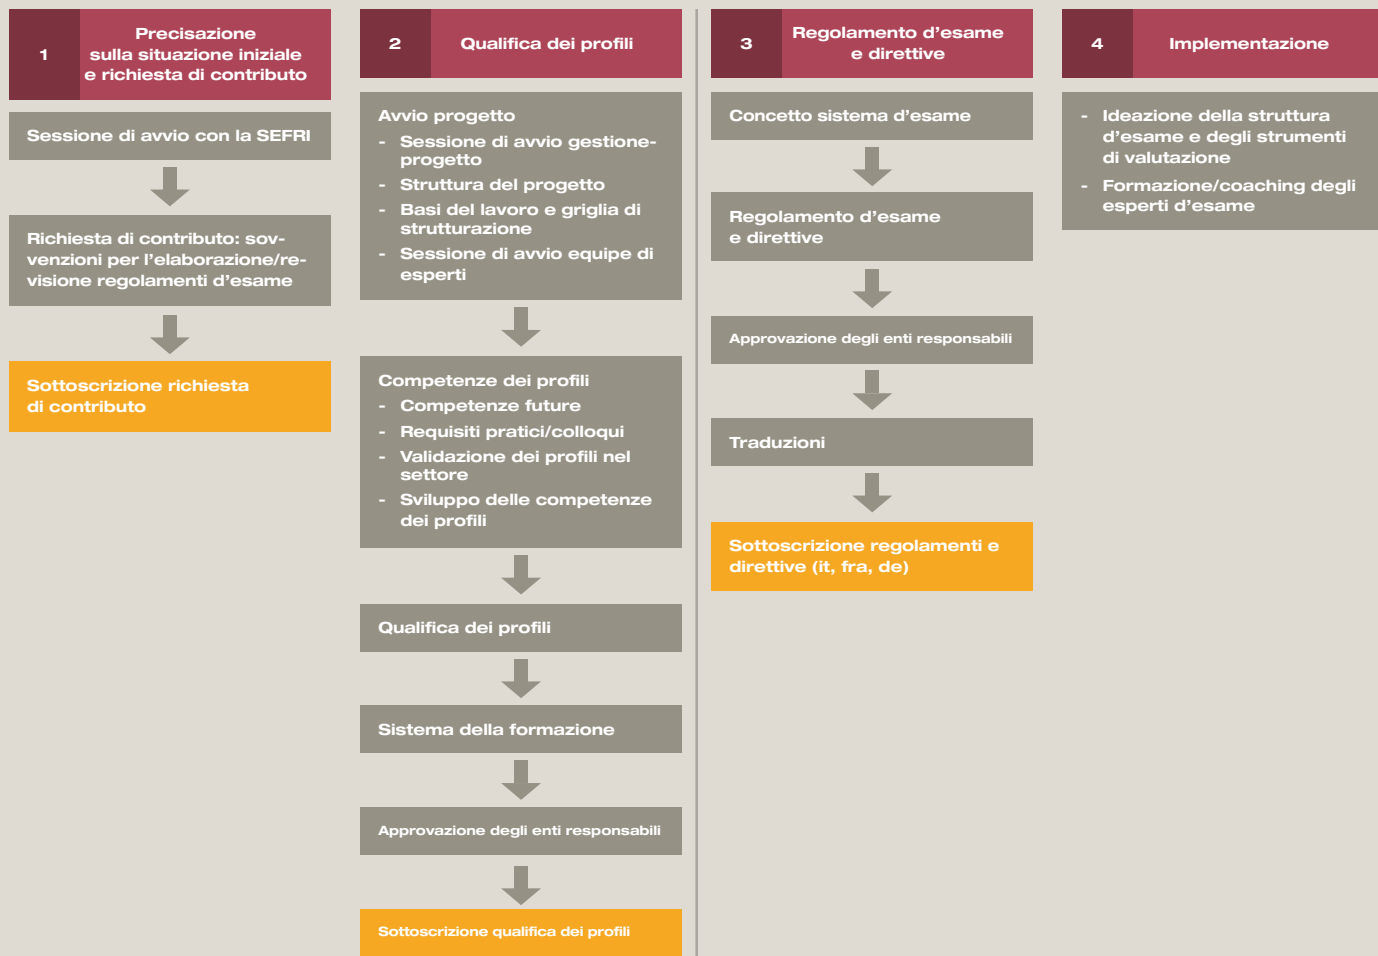 1
Precisazione
sulla situazione iniziale
e richiesta di contributo
Sessione di avvio con la SEFRI
Richiesta di contributo: sov-
venzioni per l'elaborazione/re-
visione regolamenti d'esame
Sottoscrizione richiesta
di contributo
2
Qualifica dei profili
Avvio progetto
- Sessione di avvio gestione-
progetto
- Struttura del progetto
- Basi del lavoro e griglia di
strutturazione
- Sessione di avvio equipe di
esperti
Competenze dei profili
- Competenze future
- Requisiti pratici/colloqui
- Validazione dei profili nel
settore
- Sviluppo delle competenze
dei profili
Qualifica dei profili
Sistema della formazione
Approvazione degli enti responsabili
Sottoscrizione qualifica dei profili
3
Regolamento d'esame
e direttive
Concetto sistema d'esame
Regolamento d'esame
e direttive
Approvazione degli enti responsabili
Traduzioni
Sottoscrizione regolamenti e
direttive (it, fra, de)
4
Implementazione
- Ideazione della struttura
d'esame e degli strumenti
di valutazione
- Formazione/coaching degli
esperti d'esame